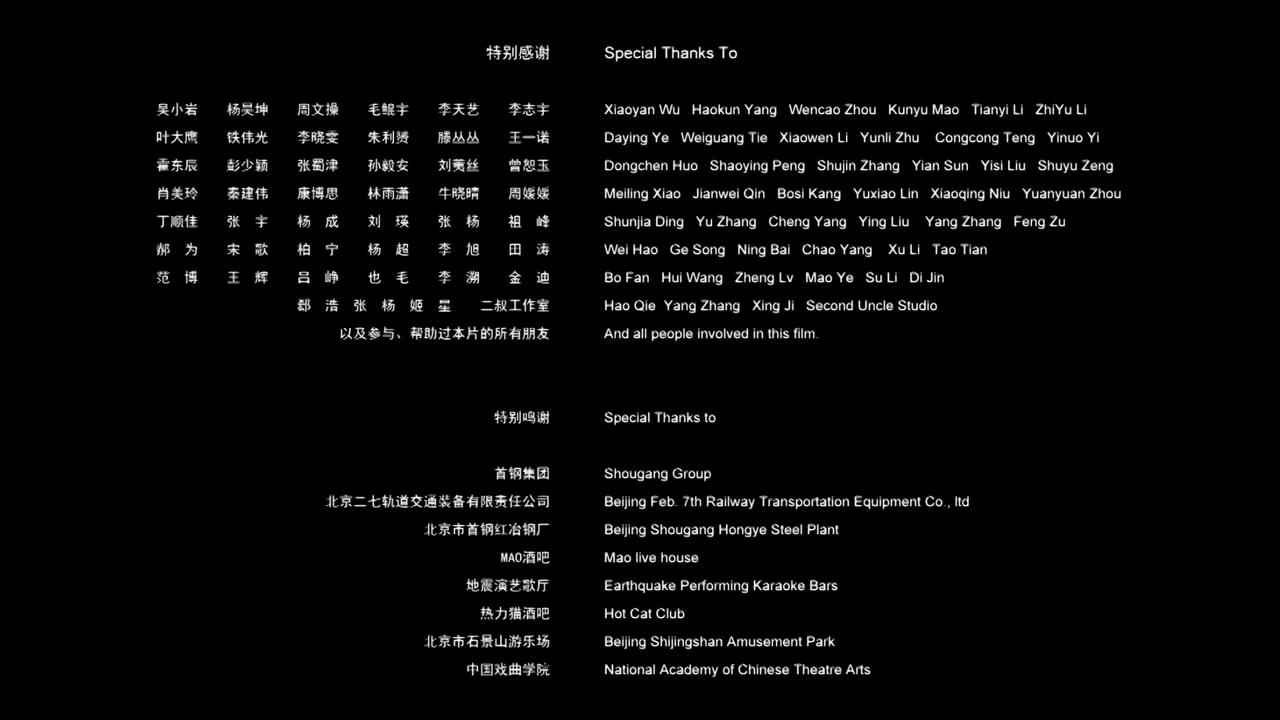 特别感谢 Special Thanks To
吴小岩 杨昊坤 周文操 毛鲲宇 李天艺 李志宇 Xiaoyan Wu Haokun Yang Wencao Zhou Kunyu Mao Tianyi Li ZhiYu Li
叶大鹰 铁伟光 李晓雯 朱利赟 滕丛丛 王一诺 Daying Ye Weiguang Tie Xiaowen Li Yunli Zhu Congcong Teng Yinuo Yi
霍东辰 彭少颖 张蜀津 孙毅安 刘荑丝 曾恕玉 Dongchen Huo Shaoying Peng Shujin Zhang Yian Sun Yisi Liu Shuyu Zeng
肖美玲 秦建伟 康博思 林雨潇 牛晓晴 周媛媛 Meiling Xiao Jianwei Qin Bosi Kang Yuxiao Lin Xiaoqing Niu Yuanyuan Zhou
丁顺佳 张宇 杨成 刘瑛 张杨 祖峰 Shunjia Ding Yu Zhang Cheng Yang Ying Liu Yang Zhang Feng Zu
郝为 宋歌 柏宁 杨超 李旭 田涛 Wei Hao Ge Song Ning Bai Chao Yang Xu Li Tao Tian
范博 王辉 吕峥 也毛 李溯 金迪 Bo Fan Hui Wang Zheng Lv Mao Ye Su Li Di Jin
郄浩 张杨 姬星 二叔工作室 Hao Qie Yang Zhang Xing Ji Second Uncle Studio
以及参与、帮助过本片的所有朋友 And all people involved in this film.
特别鸣谢 Special Thanks to
首钢集团 Shougang Group
北京二七轨道交通装备有限责任公司 Beijing Feb. 7th Railway Transportation Equipment Co., ltd
北京市首钢红冶钢厂 Beijing Shougang Hongye Steel Plant
MAO酒吧 Mao live house
地震演艺歌厅 Earthquake Performing Karaoke Bars
热力猫酒吧 Hot Cat Club
北京市石景山游乐场 Beijing Shijingshan Amusement Park
中国戏曲学院 National Academy of Chinese Theatre Arts